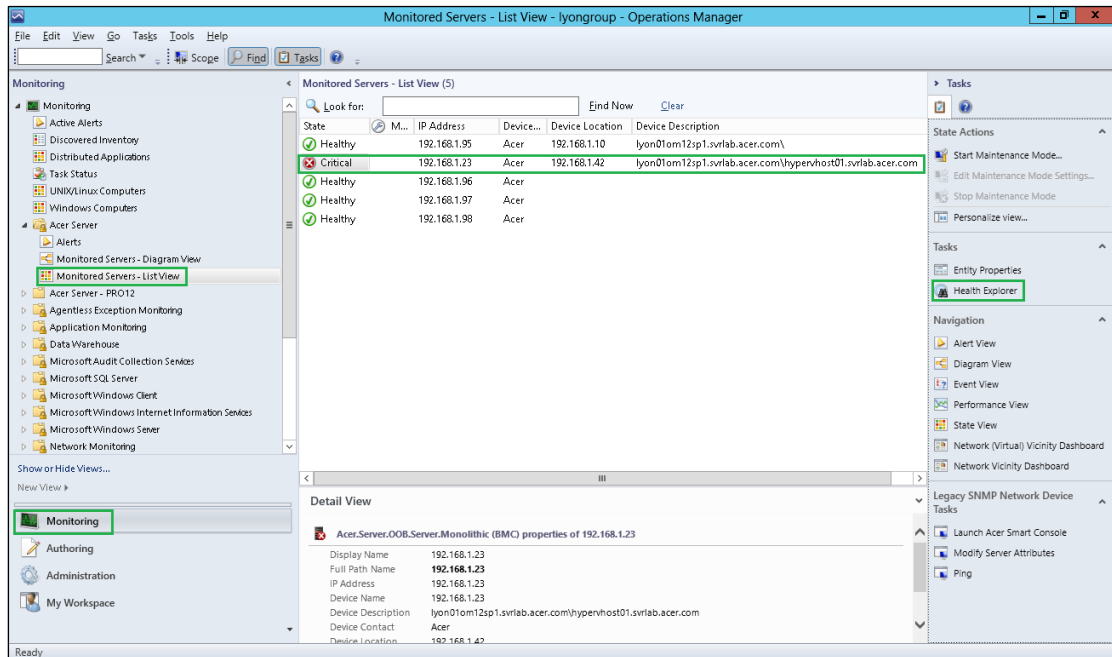 Monitored Servers - List View - lyongroup - Operations Manager
File Edit View Go Tasks Tools Help
Search Scope Find Tasks
Monitoring
Monitoring
Active Alerts
Discovered Inventory
Distributed Applications
Task Status
UNIX/Linux Computers
Windows Computers
Acer Server
Alerts
Monitored Servers - Diagram View
Monitored Servers - List View
Acer Server - PRO12
Agentless Exception Monitoring
Application Monitoring
Data Warehouse
Microsoft Audit Collection Services
Microsoft SQL Server
Microsoft Windows Client
Microsoft Windows Internet Information Services
Microsoft Windows Server
Network Monitoring
Show or Hide Views...
New View
Monitoring
Authoring
Administration
My Workspace
Ready
Monitored Servers - List View (5)
Look for: Find Now Clear
State M... IP Address Device... Device Location Device Description
Healthy 192.168.1.95 Acer 192.168.1.10 lyon01om12sp1.svrlab.acer.com\
Critical 192.168.1.23 Acer 192.168.1.42 lyon01om12sp1.svrlab.acer.com\hypervhost01.svrlab.acer.com
Healthy 192.168.1.96 Acer
Healthy 192.168.1.97 Acer
Healthy 192.168.1.98 Acer
Detail View
Acer.Server.OOB.Server.Monolithic (BMC) properties of 192.168.1.23
Display Name 192.168.1.23
Full Path Name 192.168.1.23
IP Address 192.168.1.23
Device Name 192.168.1.23
Device Description lyon01om12sp1.svrlab.acer.com\hypervhost01.svrlab.acer.com
Device Contact Acer
Device Location 192.168.1.42
Tasks
State Actions
Start Maintenance Mode...
Edit Maintenance Mode Settings...
Stop Maintenance Mode
Personalize view...
Tasks
Entity Properties
Health Explorer
Navigation
Alert View
Diagram View
Event View
Performance View
State View
Network (Virtual) Vicinity Dashboard
Network Vicinity Dashboard
Legacy SNMP Network Device
Tasks
Launch Acer Smart Console
Modify Server Attributes
Ping